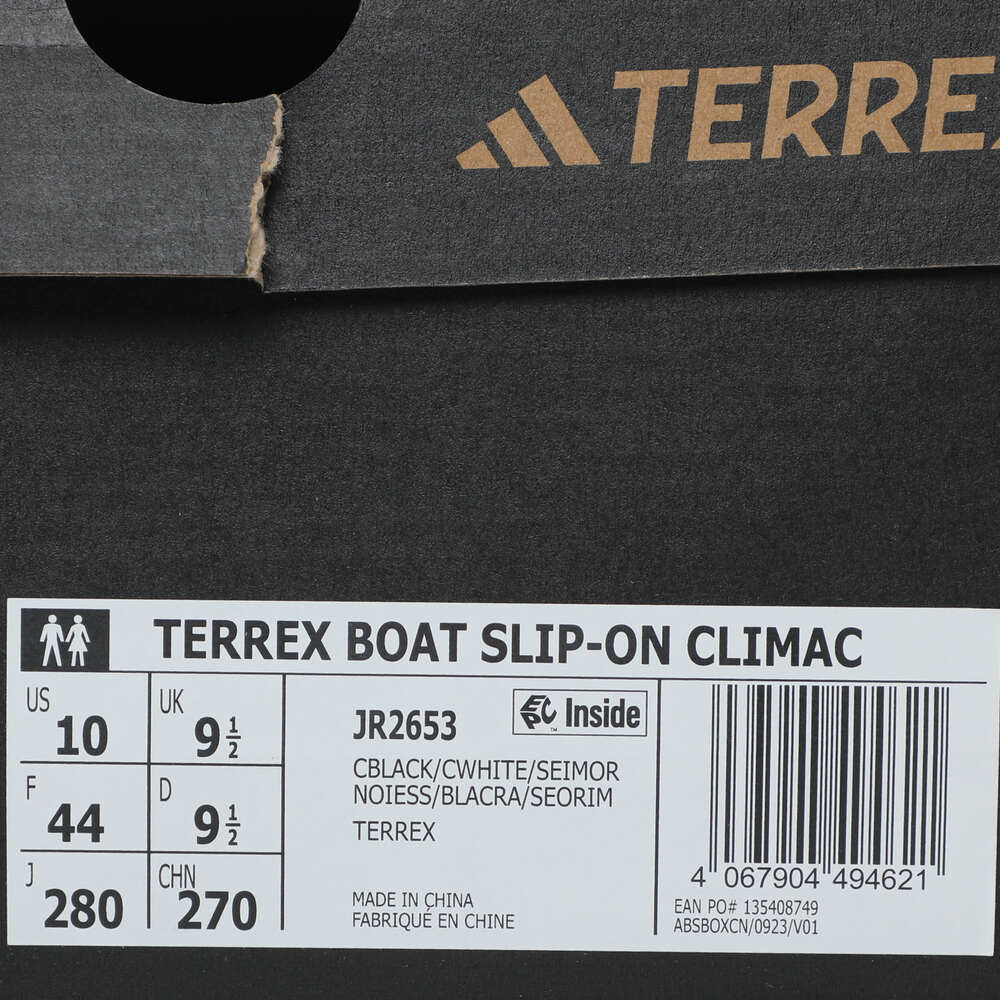 TERREX
TERREX BOAT SLIP-ON CLIMAC
US 10
UK 9 1/2
F 44
D 9 1/2
J 280
CHN 270
JR2653
EPC Inside
™
CBLACK/CWHITE/SEIMOR
NOIESS/BLACRA/SEORIM
TERREX
MADE IN CHINA
FABRIQUÉ EN CHINE
4 067904 494621
EAN PO# 135408749
ABSBOXCN/0923/V01